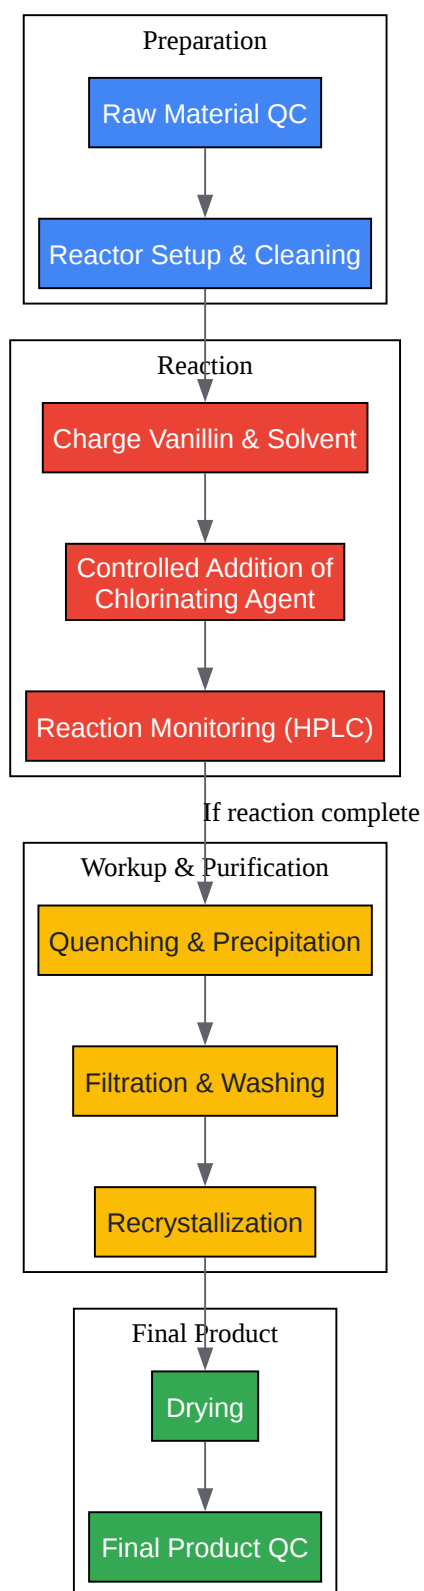 Preparation
Raw Material QC
Reactor Setup & Cleaning
Reaction
Charge Vanillin & Solvent
Controlled Addition of
Chlorinating Agent
Reaction Monitoring (HPLC)
If reaction complete
Workup & Purification
Quenching & Precipitation
Filtration & Washing
Recrystallization
Final Product
Drying
Final Product QC